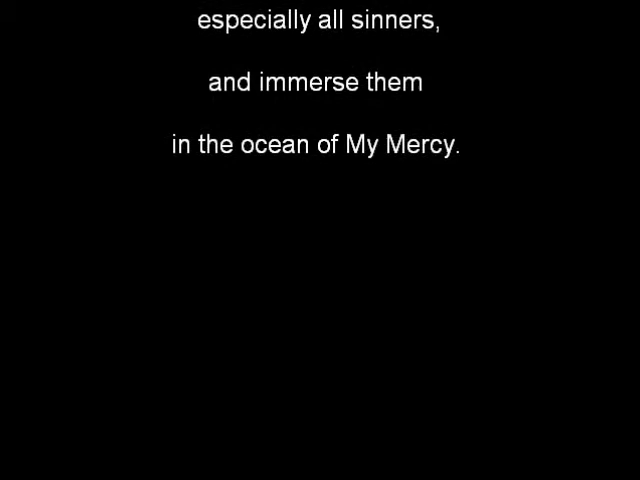 especially all sinners,
and immerse them
in the ocean of My Mercy.